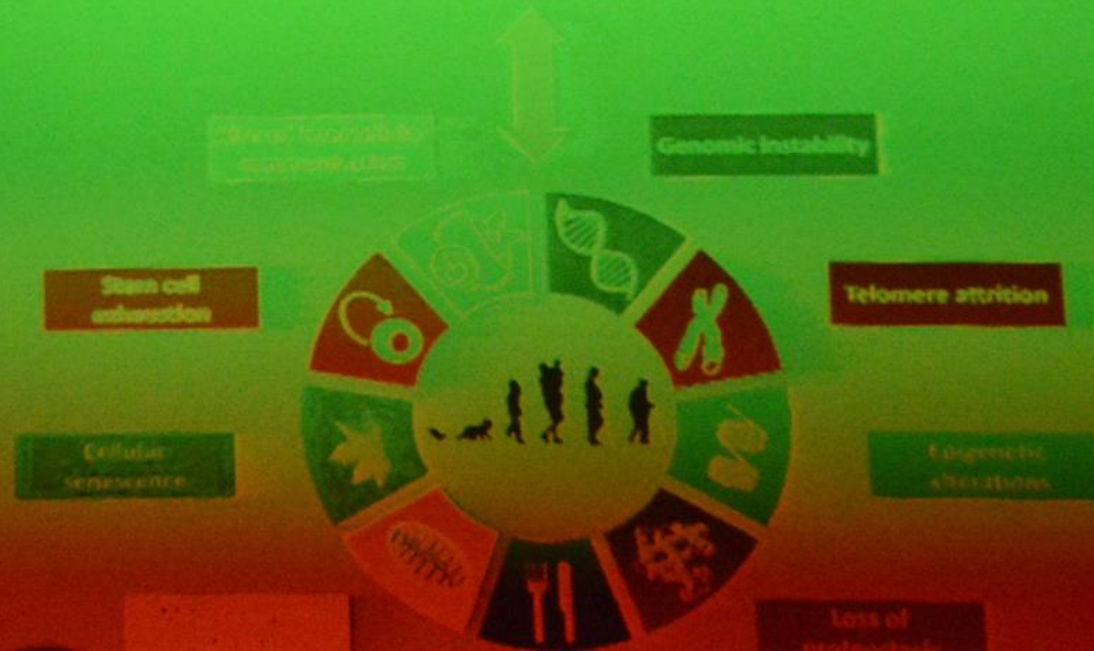 Genomic instability
Stem cell
exhaustion
Telomere attrition
Cellular
senescence
Epigenetic
alterations
Loss of